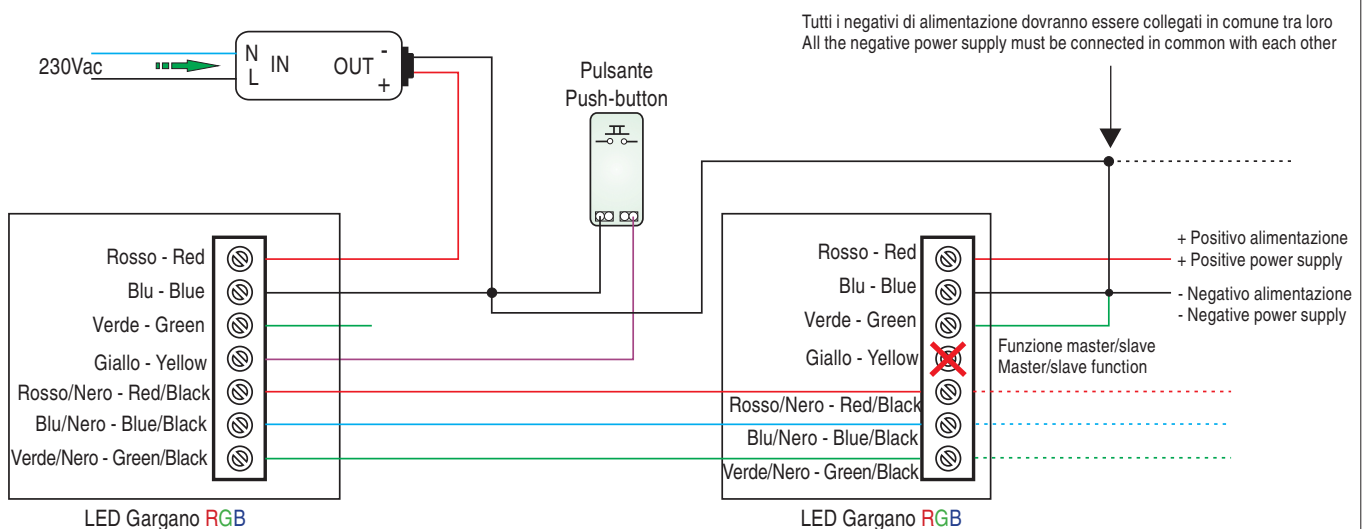 Tutti i negativi di alimentazione dovranno essere collegati in comune tra loro
All the negative power supply must be connected in common with each other
230Vac
N
L
IN
OUT
-
+
Pulsante
Push-button
Rosso - Red
Blu - Blue
Verde - Green
Giallo - Yellow
Rosso/Nero - Red/Black
Blu/Nero - Blue/Black
Verde/Nero - Green/Black
LED Gargano RGB
Rosso - Red
Blu - Blue
Verde - Green
Giallo - Yellow
Rosso/Nero - Red/Black
Blu/Nero - Blue/Black
Verde/Nero - Green/Black
LED Gargano RGB
+ Positivo alimentazione
+ Positive power supply
- Negativo alimentazione
- Negative power supply
Funzione master/slave
Master/slave function